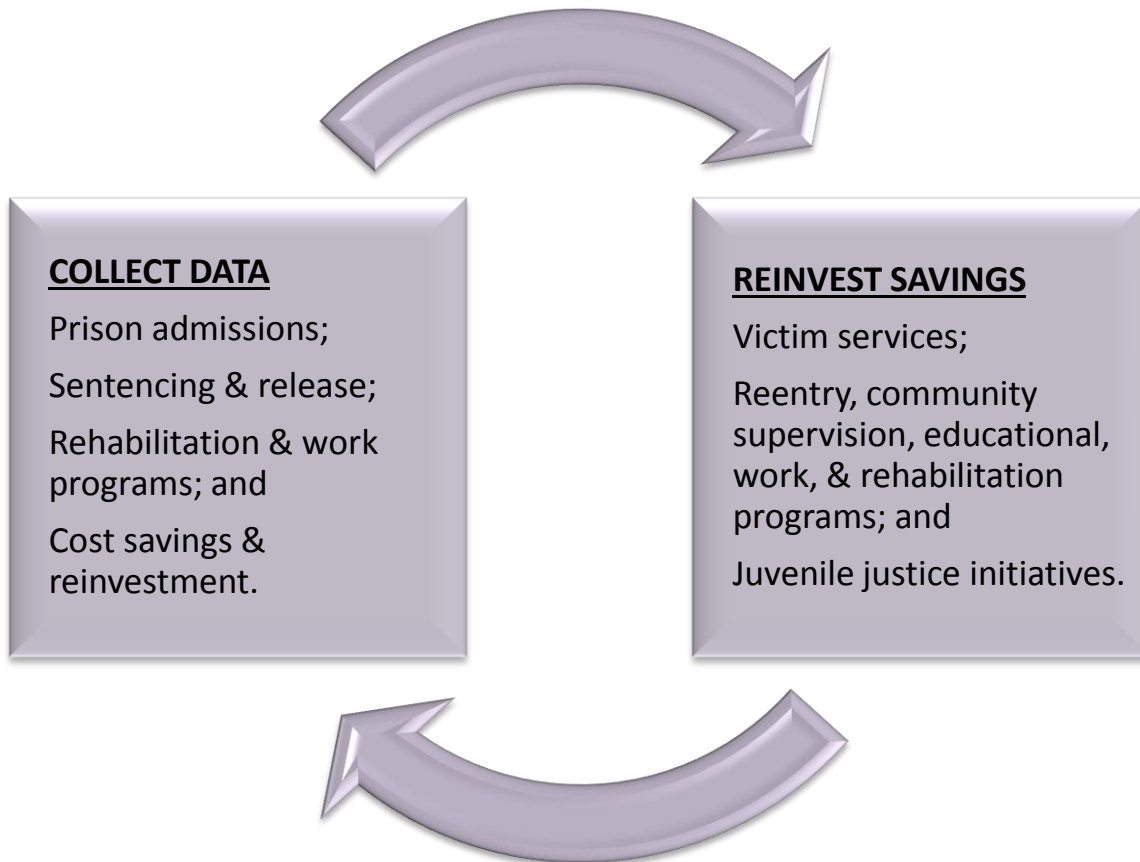 COLLECT DATA
Prison admissions;
Sentencing & release;
Rehabilitation & work
programs; and
Cost savings &
reinvestment.
REINVEST SAVINGS
Victim services;
Reentry, community
supervision, educational,
work, & rehabilitation
programs; and
Juvenile justice initiatives.